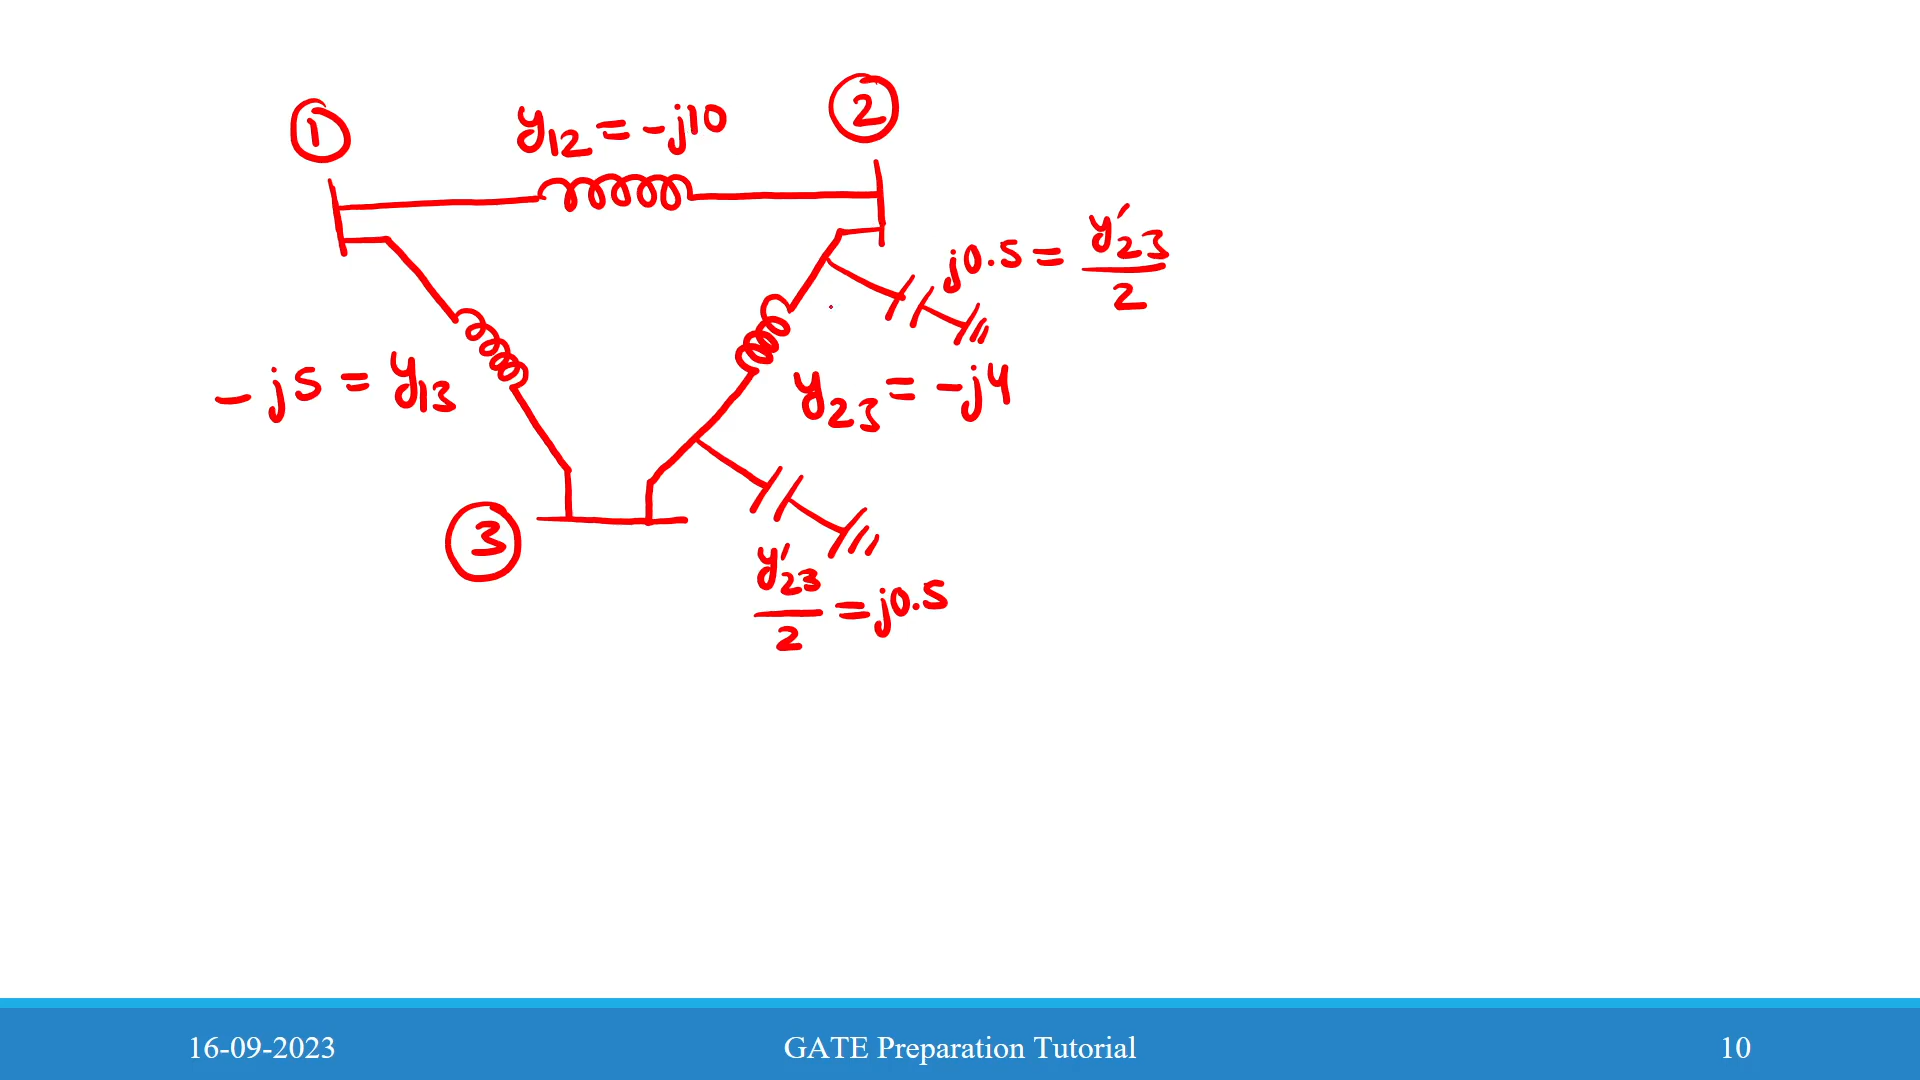 1
2
y12 = -j10
j0.5 = y'23/2
-j5 = y13
y23 = -j4
3
y'23/2 = j0.5
16-09-2023
GATE Preparation Tutorial
10